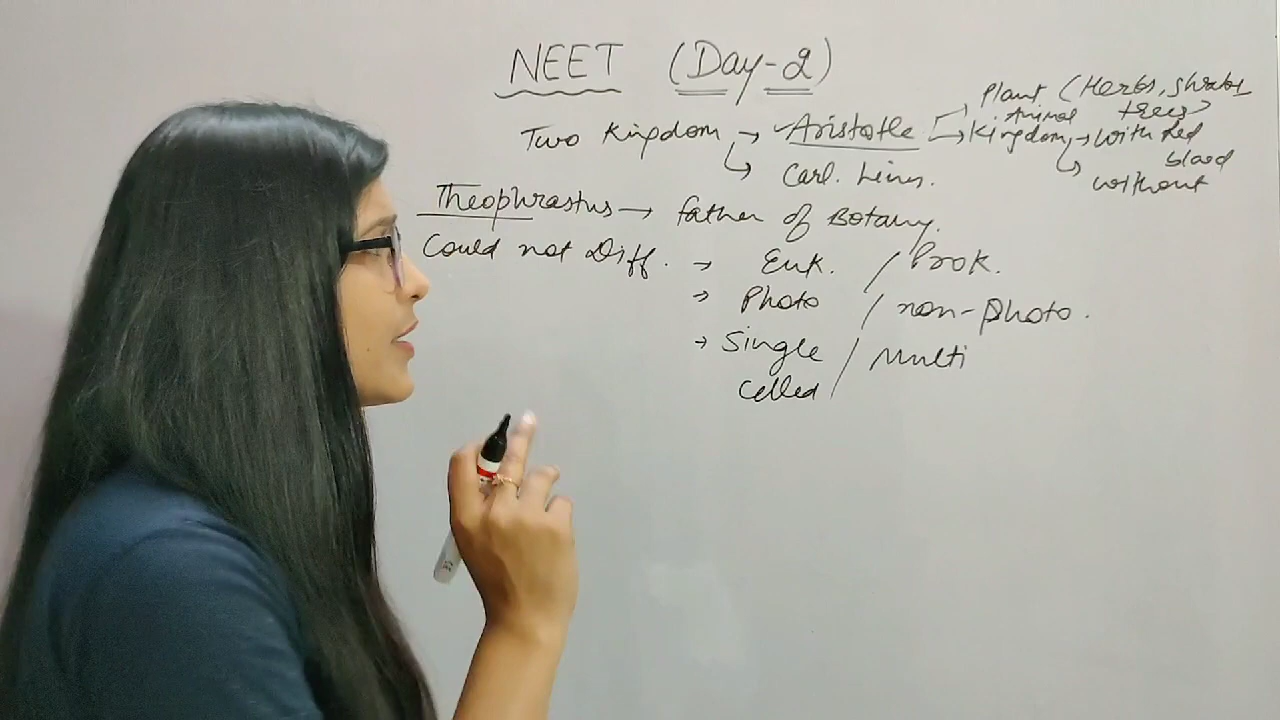 NEET (Day-2)
Two Kingdom → Aristotle → Plant (Herbs, shrubs, trees)
→ Animal Kingdom → with Red blood
→ without
→ Carl. Linn.
Theophrastus → father of Botany.
Could not Diff. → Euk. / Prok.
→ Photo / non-photo.
→ Single celled / Multi